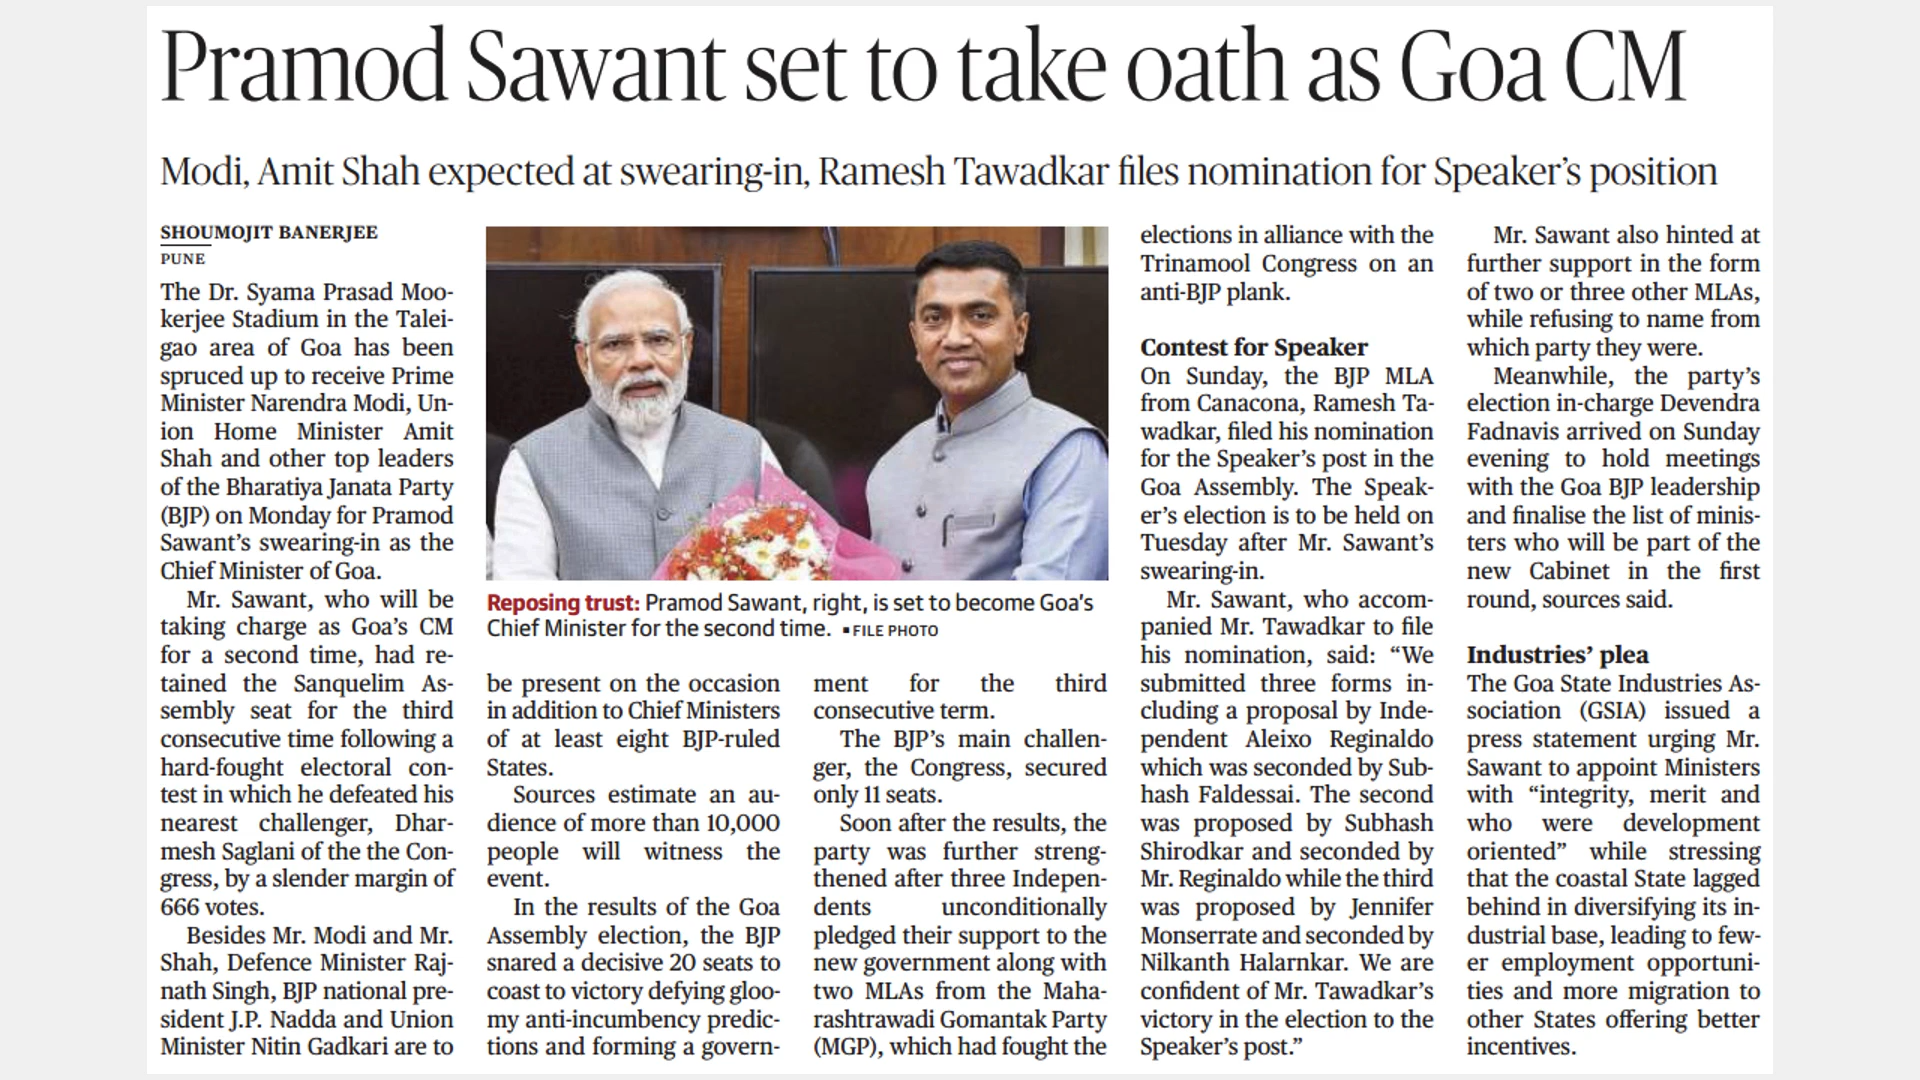 Pramod Sawant set to take oath as Goa CM
Modi, Amit Shah expected at swearing-in, Ramesh Tawadkar files nomination for Speaker's position
SHOUMOJIT BANERJEE
PUNE
The Dr. Syama Prasad Moo-
kerjee Stadium in the Talei-
gao area of Goa has been
spruced up to receive Prime
Minister Narendra Modi, Un-
ion Home Minister Amit
Shah and other top leaders
of the Bharatiya Janata Party
(BJP) on Monday for Pramod
Sawant's swearing-in as the
Chief Minister of Goa.
Mr. Sawant, who will be
taking charge as Goa's CM
for a second time, had re-
tained the Sanquelim As-
sembly seat for the third
consecutive time following a
hard-fought electoral con-
test in which he defeated his
nearest challenger, Dhar-
mesh Saglani of the the Con-
gress, by a slender margin of
666 votes.
Besides Mr. Modi and Mr.
Shah, Defence Minister Raj-
nath Singh, BJP national pre-
sident J.P. Nadda and Union
Minister Nitin Gadkari are to
Reposing trust: Pramod Sawant, right, is set to become Goa's
Chief Minister for the second time. ▪ FILE PHOTO
be present on the occasion
in addition to Chief Ministers
of at least eight BJP-ruled
States.
Sources estimate an au-
dience of more than 10,000
people will witness the
event.
In the results of the Goa
Assembly election, the BJP
snared a decisive 20 seats to
coast to victory defying gloo-
my anti-incumbency predic-
tions and forming a govern-
ment for the third
consecutive term.
The BJP's main challen-
ger, the Congress, secured
only 11 seats.
Soon after the results, the
party was further streng-
thened after three Indepen-
dents unconditionally
pledged their support to the
new government along with
two MLAs from the Maha-
rashtrawadi Gomantak Party
(MGP), which had fought the
elections in alliance with the
Trinamool Congress on an
anti-BJP plank.
Contest for Speaker
On Sunday, the BJP MLA
from Canacona, Ramesh Ta-
wadkar, filed his nomination
for the Speaker's post in the
Goa Assembly. The Speak-
er's election is to be held on
Tuesday after Mr. Sawant's
swearing-in.
Mr. Sawant, who accom-
panied Mr. Tawadkar to file
his nomination, said: “We
submitted three forms in-
cluding a proposal by Inde-
pendent Aleixo Reginaldo
which was seconded by Sub-
hash Faldessai. The second
was proposed by Subhash
Shirodkar and seconded by
Mr. Reginaldo while the third
was proposed by Jennifer
Monserrate and seconded by
Nilkanth Halarnkar. We are
confident of Mr. Tawadkar's
victory in the election to the
Speaker's post.”
Mr. Sawant also hinted at
further support in the form
of two or three other MLAs,
while refusing to name from
which party they were.
Meanwhile, the party's
election in-charge Devendra
Fadnavis arrived on Sunday
evening to hold meetings
with the Goa BJP leadership
and finalise the list of minis-
ters who will be part of the
new Cabinet in the first
round, sources said.
Industries' plea
The Goa State Industries As-
sociation (GSIA) issued a
press statement urging Mr.
Sawant to appoint Ministers
with “integrity, merit and
who were development
oriented” while stressing
that the coastal State lagged
behind in diversifying its in-
dustrial base, leading to few-
er employment opportuni-
ties and more migration to
other States offering better
incentives.